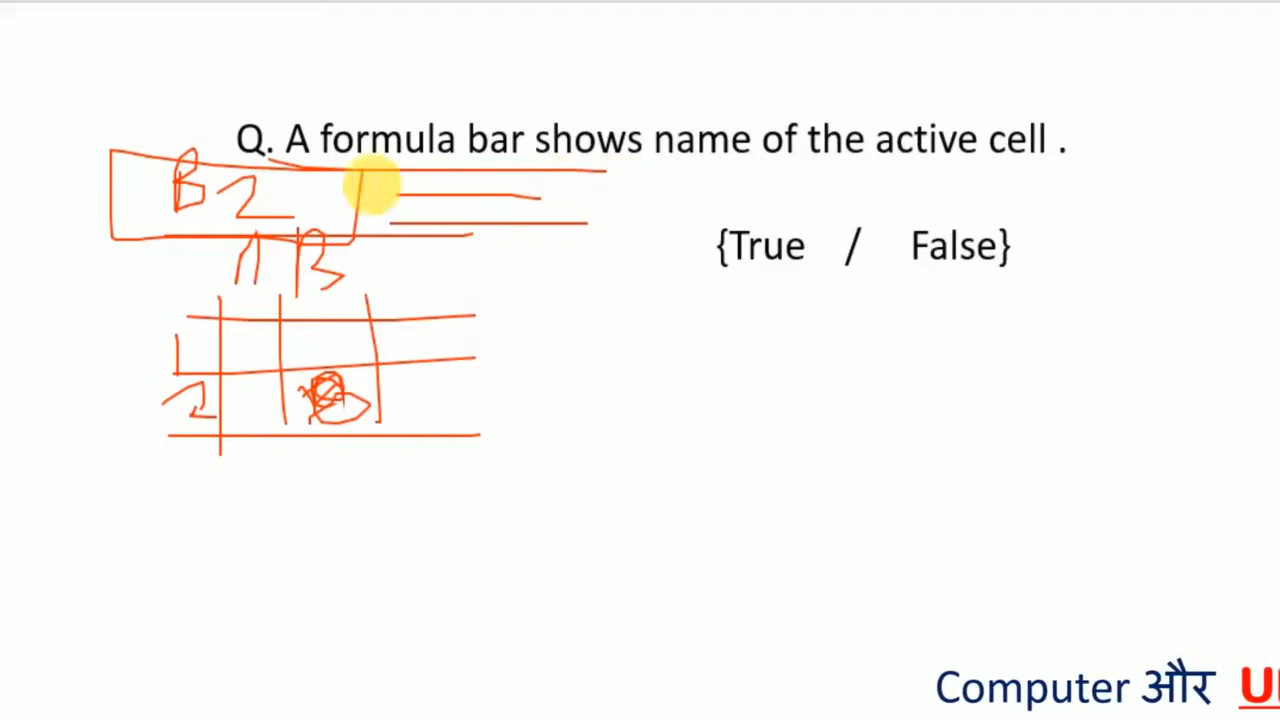 Q. A formula bar shows name of the active cell .
B2
{True / False}
A B
1
2
Computer और